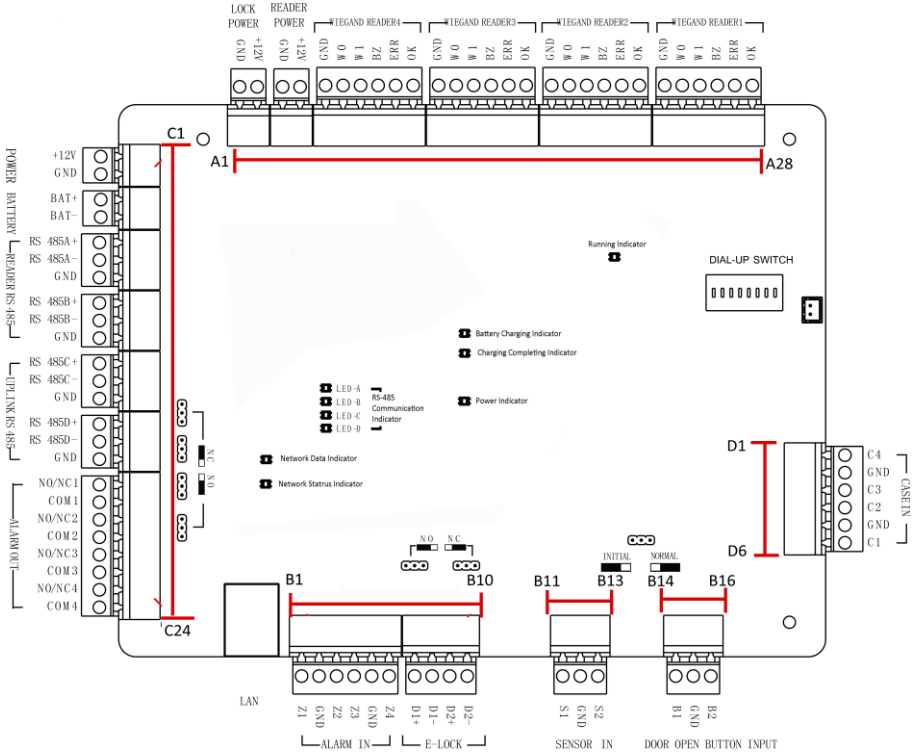 LOCK POWER
READER POWER
WIEGAND READER4
WIEGAND READER3
WIEGAND READER2
WIEGAND READER1
GND +12V
GND +12V
GND W0 W1 BZ ERR OK
GND W0 W1 BZ ERR OK
GND W0 W1 BZ ERR OK
GND W0 W1 BZ ERR OK
A1
A28
C1
POWER
+12V
GND
BATTERY
BAT+
BAT-
READER RS 485
RS 485A+
RS 485A-
GND
RS 485B+
RS 485B-
GND
UPLINK RS 485
RS 485C+
RS 485C-
GND
RS 485D+
RS 485D-
GND
ALARM OUT
NO/NC1
COM1
NO/NC2
COM2
NO/NC3
COM3
NO/NC4
COM4
C24
NC
NO
Running Indicator
DIAL-UP SWITCH
Battery Charging Indicator
Charging Completing Indicator
Power Indicator
LED-A
LED-B
LED-C
LED-D
RS-485
Communication
Indicator
Network Data Indicator
Network Statrus Indicator
D1
D6
C4
GND
C3
C2
GND
C1
CASEIN
NO
NC
INITIAL
NORMAL
B1
B10
B11
B13
B14
B16
LAN
Z1 GND Z2 Z3 GND Z4
D1+ D1- D2+ D2-
S1 GND S2
B1 GND B2
ALARM IN
E-LOCK
SENSOR IN
DOOR OPEN BUTTON INPUT